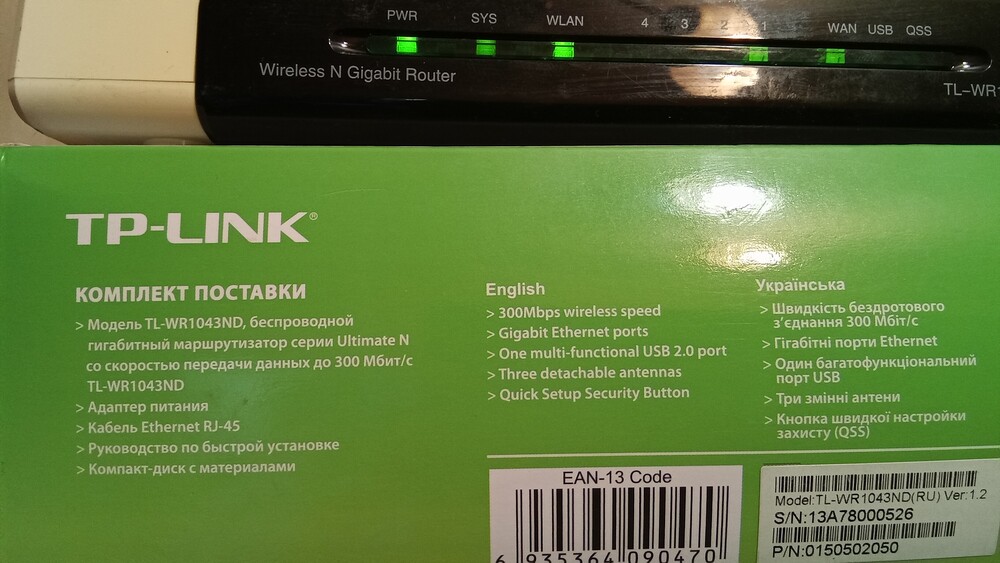 PWR SYS WLAN 4 3 2 1 WAN USB QSS
Wireless N Gigabit Router
TL-WR1
TP-LINK®
КОМПЛЕКТ ПОСТАВКИ
> Модель TL-WR1043ND, беспроводной
гигабитный маршрутизатор серии Ultimate N
со скоростью передачи данных до 300 Мбит/с
TL-WR1043ND
> Адаптер питания
> Кабель Ethernet RJ-45
> Руководство по быстрой установке
> Компакт-диск с материалами
English
> 300Mbps wireless speed
> Gigabit Ethernet ports
> One multi-functional USB 2.0 port
> Three detachable antennas
> Quick Setup Security Button
Українська
> Швидкість бездротового
з’єднання 300 Мбіт/с
> Гігабітні порти Ethernet
> Один багатофункціональний
порт USB
> Три змінні антени
> Кнопка швидкої настройки
захисту (QSS)
EAN-13 Code
6 935364 090470
Model:TL-WR1043ND(RU) Ver:1.2
S/N:13A78000526
P/N:0150502050